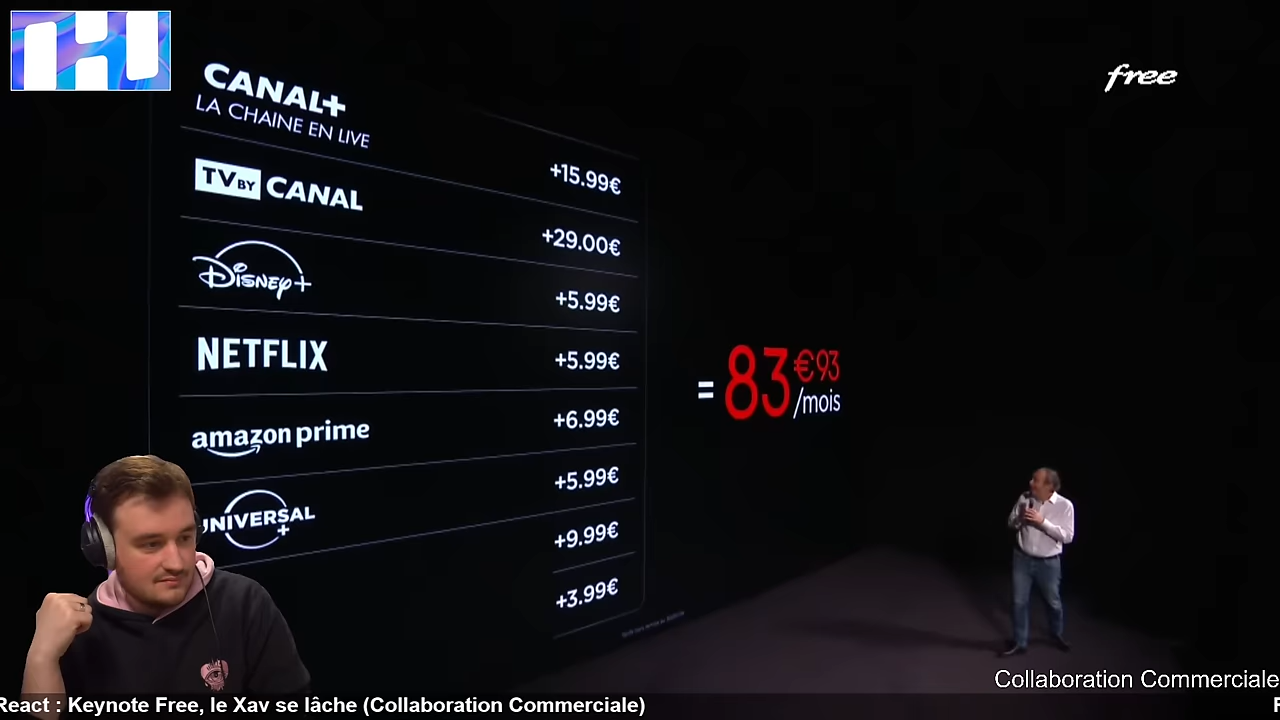 free
CANAL+
LA CHAINE EN LIVE
+15.99€
TV BY CANAL
+29.00€
Disney+
+5.99€
NETFLIX
+5.99€
amazon prime
+6.99€
UNIVERSAL+
+5.99€
+9.99€
+3.99€
= 83€93
/mois
Collaboration Commerciale
React : Keynote Free, le Xav se lâche (Collaboration Commerciale)